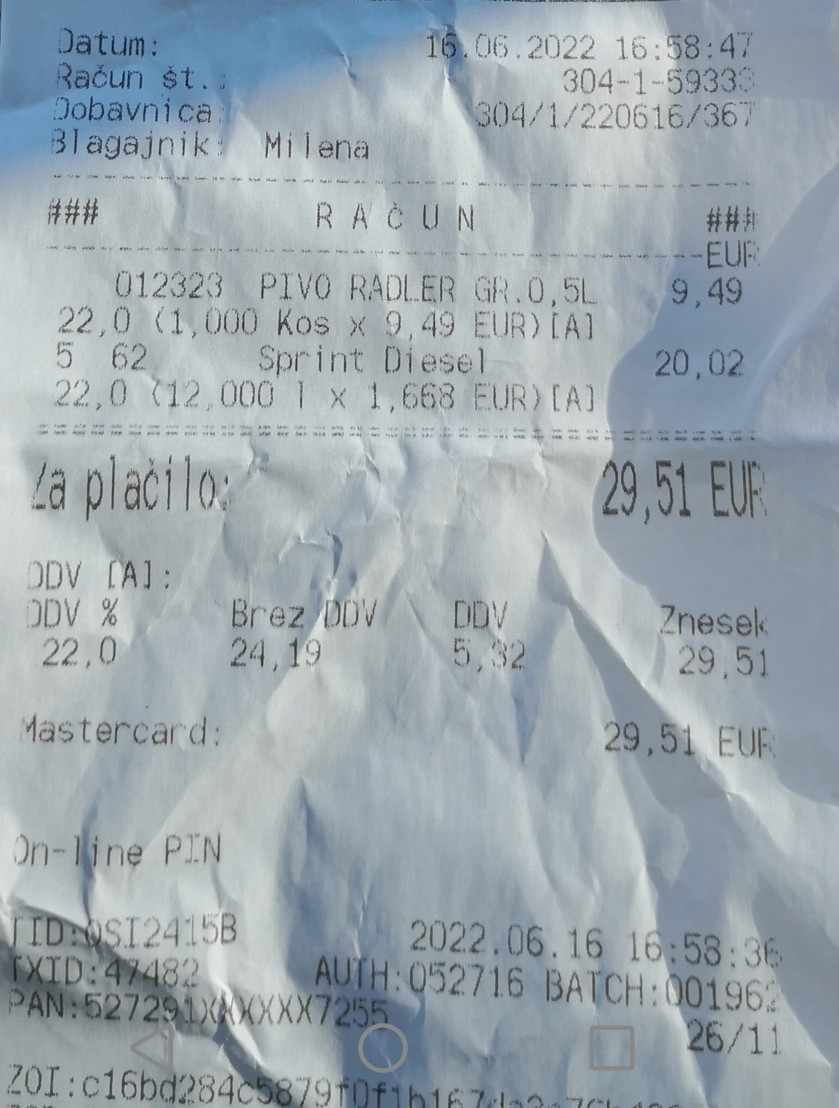 Datum: 16.06.2022 16:58:47
Račun št.: 304-1-59333
Dobavnica: 304/1/220616/367
Blagajnik: Milena
### R A Č U N ###
EUR
012323 PIVO RADLER GR.0,5L 9,49
22,0 (1,000 Kos x 9,49 EUR)[A]
5 62 Sprint Diesel 20,02
22,0 (12,000 l x 1,668 EUR)[A]
Za plačilo: 29,51 EUR
DDV [A]:
DDV % Brez DDV DDV Znesek
22,0 24,19 5,32 29,51
Mastercard: 29,51 EUR
On-line PIN
TID:QSI2415B 2022.06.16 16:58:36
TXID:47482 AUTH:052716 BATCH:001962
PAN:527291XXXXXX7255
26/11
ZOI: